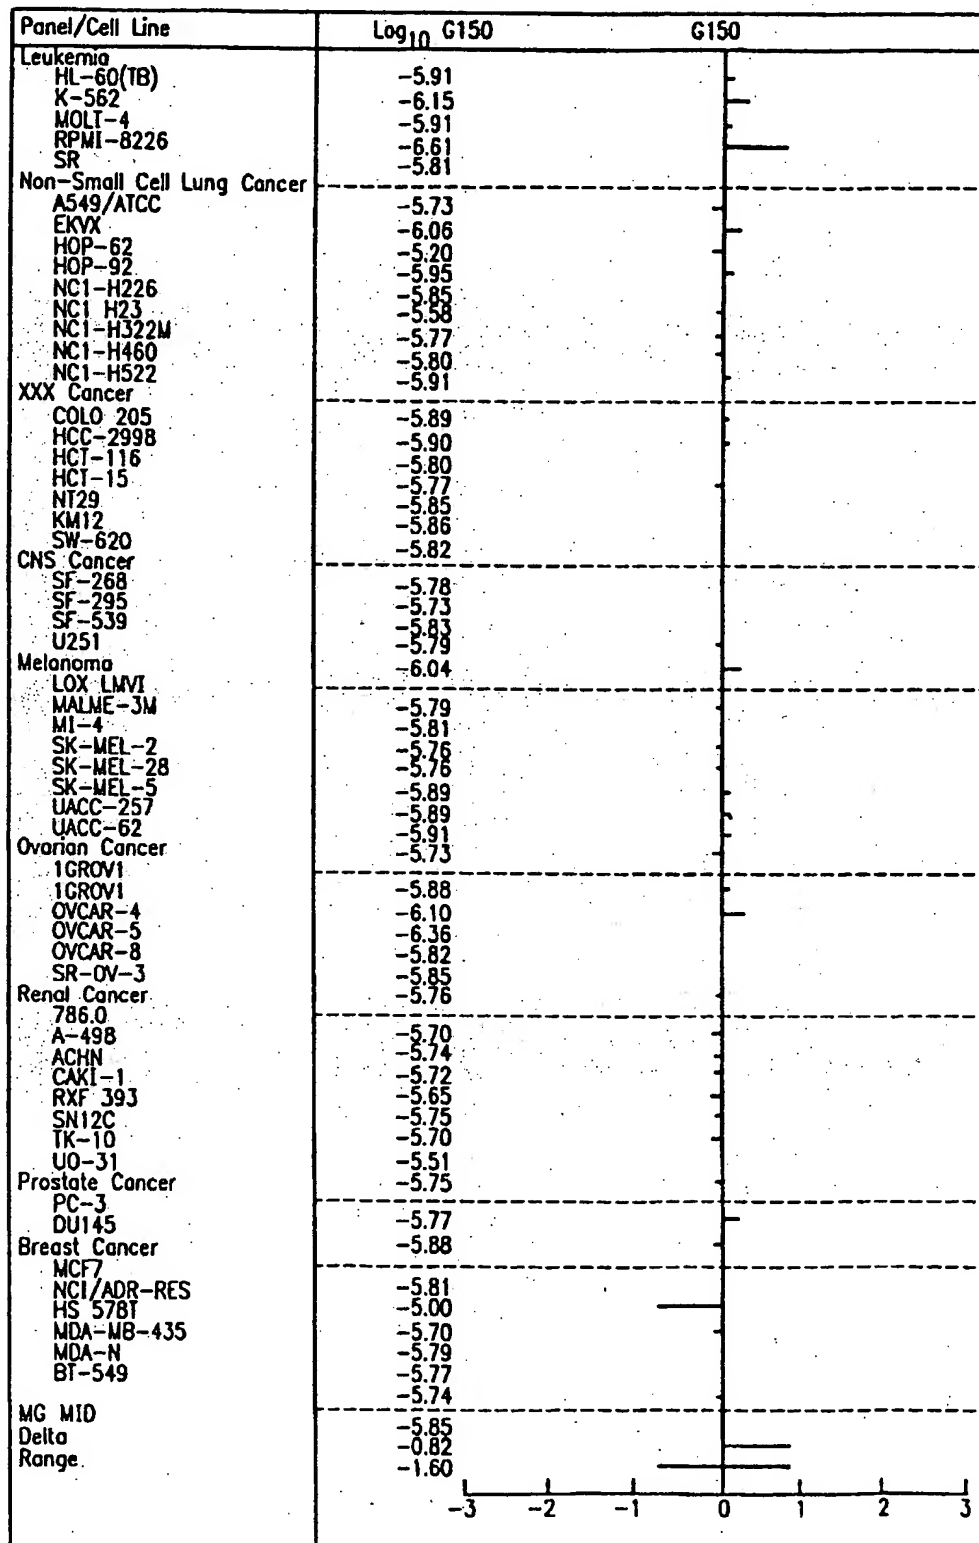 Panel/Cell Line Log10 G150 G150
Leukemia
HL-60(TB) -5.91
K-562 -6.15
MOLT-4 -5.91
RPMI-8226 -6.61
SR -5.81
Non-Small Cell Lung Cancer
A549/ATCC -5.73
EKVX -6.06
HOP-62 -5.20
HOP-92 -5.95
NC1-H226 -5.85
NC1 H23 -5.58
NC1-H322M -5.77
NC1-H460 -5.80
NC1-H522 -5.91
XXX Cancer
COLO 205 -5.89
HCC-2998 -5.90
HCT-116 -5.80
HCT-15 -5.77
NT29 -5.85
KM12 -5.86
SW-620 -5.82
CNS Cancer
SF-268 -5.78
SF-295 -5.73
SF-539 -5.83
U251 -5.79
Melanoma -6.04
LOX LMVI
MALME-3M -5.79
MI-4 -5.81
SK-MEL-2 -5.76
SK-MEL-28 -5.76
SK-MEL-5 -5.89
UACC-257 -5.89
UACC-62 -5.91
Ovarian Cancer -5.73
1GROV1
1GROV1 -5.88
OVCAR-4 -6.10
OVCAR-5 -6.36
OVCAR-8 -5.82
SR-OV-3 -5.85
Renal Cancer -5.76
786.0
A-498 -5.70
ACHN -5.74
CAKI-1 -5.72
RXF 393 -5.65
SN12C -5.75
TK-10 -5.70
UO-31 -5.51
Prostate Cancer -5.75
PC-3
DU145 -5.77
Breast Cancer -5.88
MCF7
NCI/ADR-RES -5.81
HS 578T -5.00
MDA-MB-435 -5.70
MDA-N -5.79
BT-549 -5.77
-5.74
MG MID -5.85
Delta -0.82
Range -1.60
-3 -2 -1 0 1 2 3